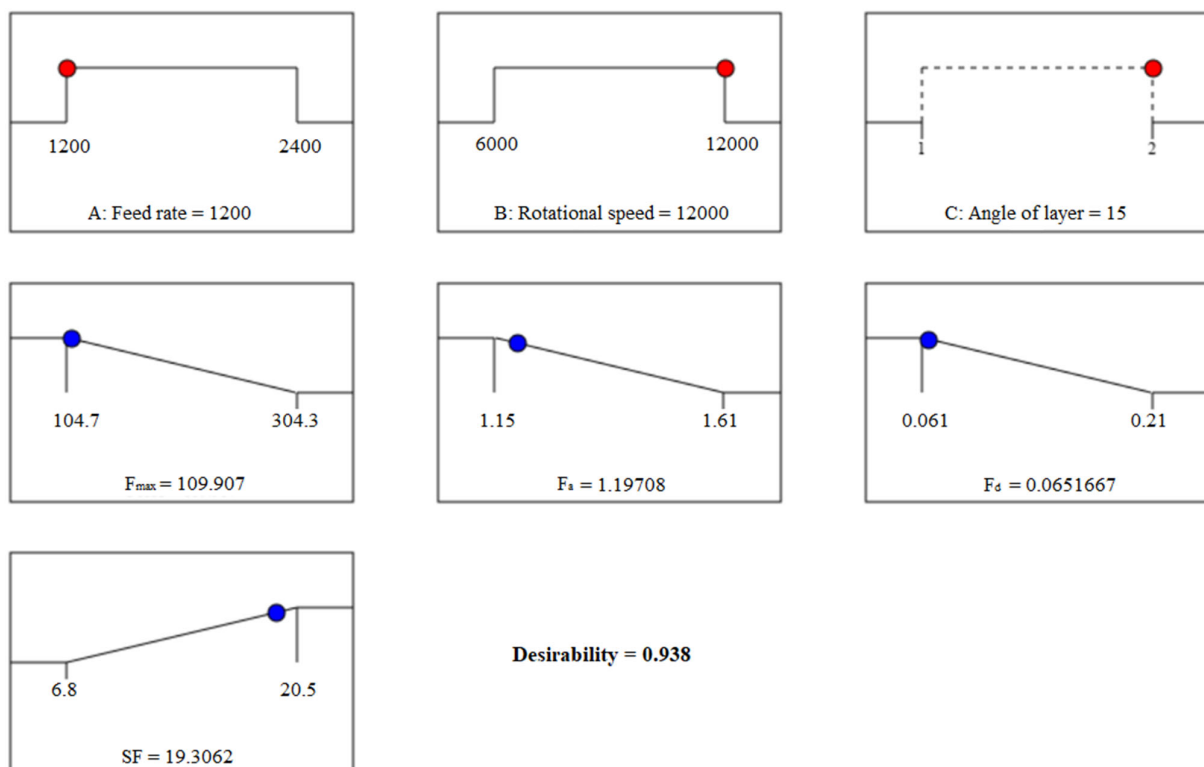 1200 2400
A: Feed rate = 1200
6000 12000
B: Rotational speed = 12000
1 2
C: Angle of layer = 15
104.7 304.3
Fmax = 109.907
1.15 1.61
Fa = 1.19708
0.061 0.21
Fd = 0.0651667
6.8 20.5
SF = 19.3062
Desirability = 0.938